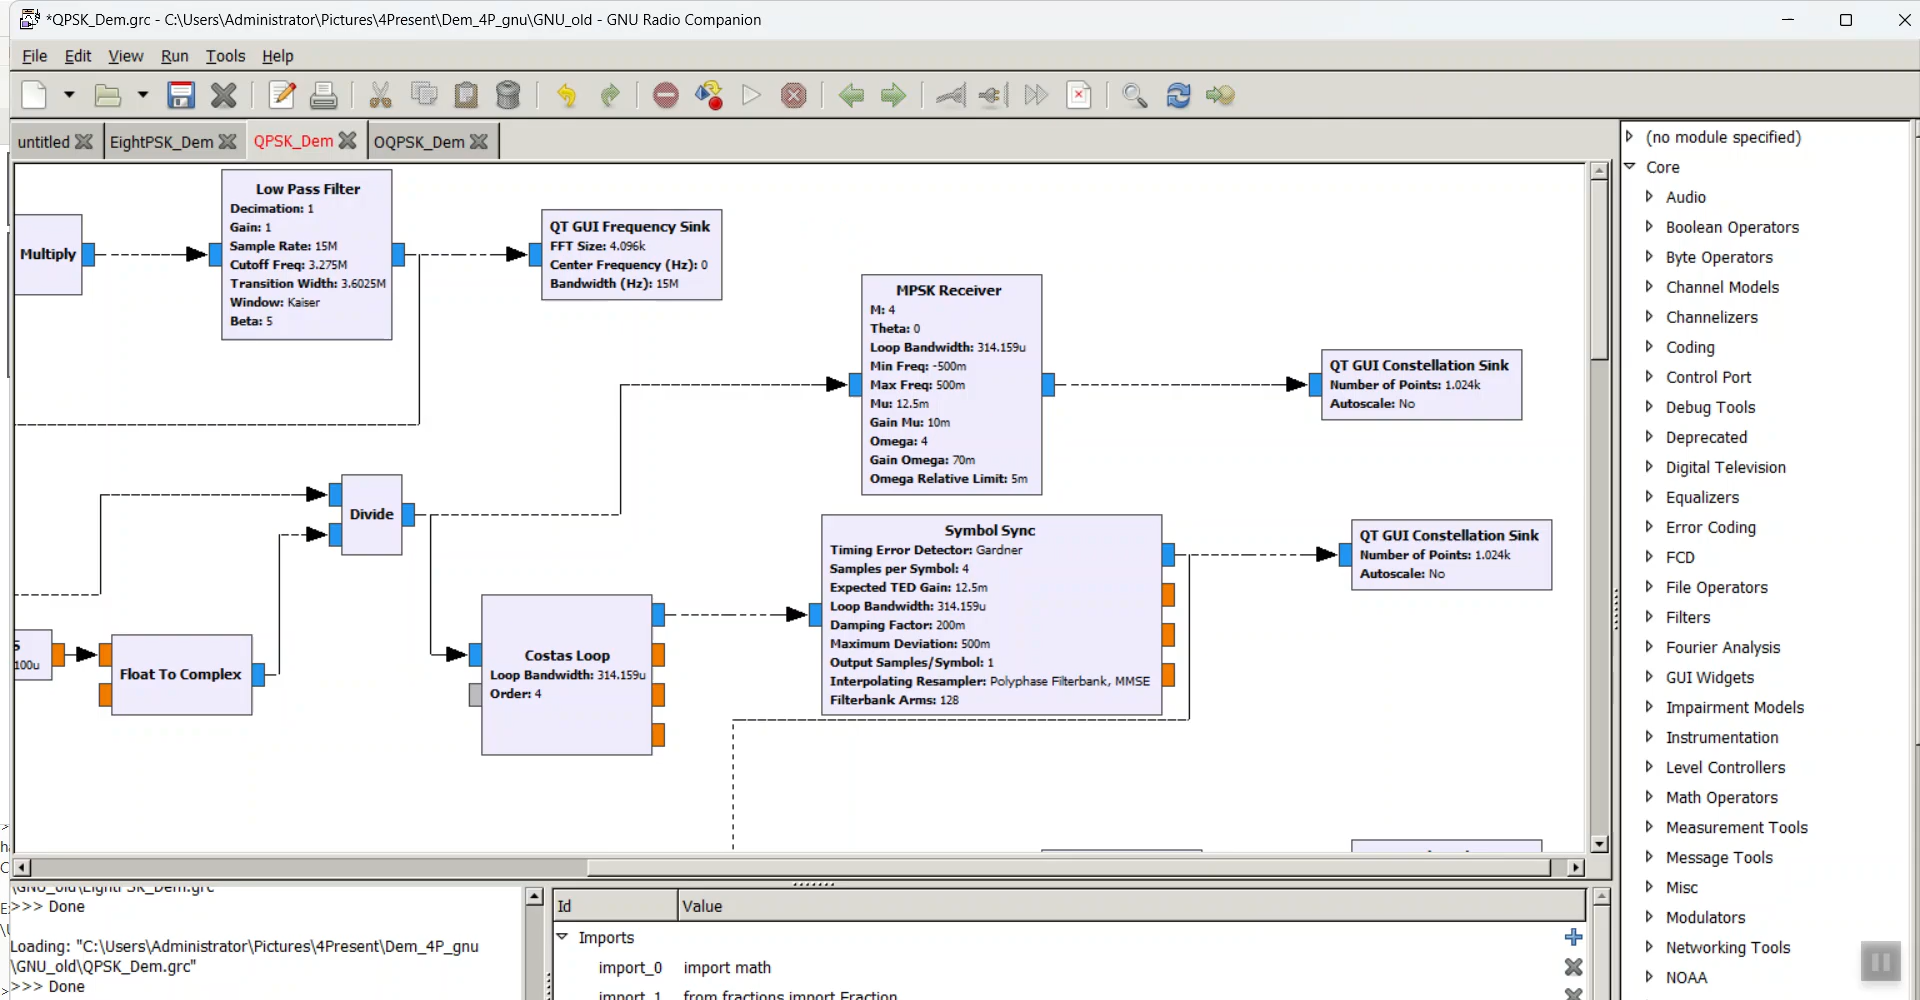 *QPSK_Dem.grc - C:\Users\Administrator\Pictures\4Present\Dem_4P_gnu\GNU_old - GNU Radio Companion
File Edit View Run Tools Help
untitled EightPSK_Dem QPSK_Dem OQPSK_Dem
Multiply
Low Pass Filter
Decimation: 1
Gain: 1
Sample Rate: 15M
Cutoff Freq: 3.275M
Transition Width: 3.6025M
Window: Kaiser
Beta: 5
QT GUI Frequency Sink
FFT Size: 4.096k
Center Frequency (Hz): 0
Bandwidth (Hz): 15M
MPSK Receiver
M: 4
Theta: 0
Loop Bandwidth: 314.159u
Min Freq: -500m
Max Freq: 500m
Mu: 12.5m
Gain Mu: 10m
Omega: 4
Gain Omega: 70m
Omega Relative Limit: 5m
QT GUI Constellation Sink
Number of Points: 1.024k
Autoscale: No
Divide
Symbol Sync
Timing Error Detector: Gardner
Samples per Symbol: 4
Expected TED Gain: 12.5m
Loop Bandwidth: 314.159u
Damping Factor: 200m
Maximum Deviation: 500m
Output Samples/Symbol: 1
Interpolating Resampler: Polyphase Filterbank, MMSE
Filterbank Arms: 128
QT GUI Constellation Sink
Number of Points: 1.024k
Autoscale: No
100u
Float To Complex
Costas Loop
Loop Bandwidth: 314.159u
Order: 4
(no module specified)
Core
Audio
Boolean Operators
Byte Operators
Channel Models
Channelizers
Coding
Control Port
Debug Tools
Deprecated
Digital Television
Equalizers
Error Coding
FCD
File Operators
Filters
Fourier Analysis
GUI Widgets
Impairment Models
Instrumentation
Level Controllers
Math Operators
Measurement Tools
Message Tools
Misc
Modulators
Networking Tools
NOAA
\GNU_old\EightPSK_Dem.grc
>>> Done
Loading: "C:\Users\Administrator\Pictures\4Present\Dem_4P_gnu
\GNU_old\QPSK_Dem.grc"
>>> Done
Id Value
Imports
import_0 import math
import_1 from fractions import Fraction